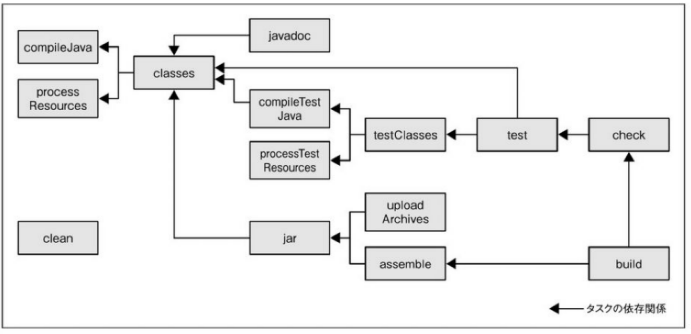 javadoc
compileJava
classes
process
Resources
compileTest
Java
testClasses
test
check
processTest
Resources
upload
Archives
clean
jar
assemble
build
タスクの依存関係